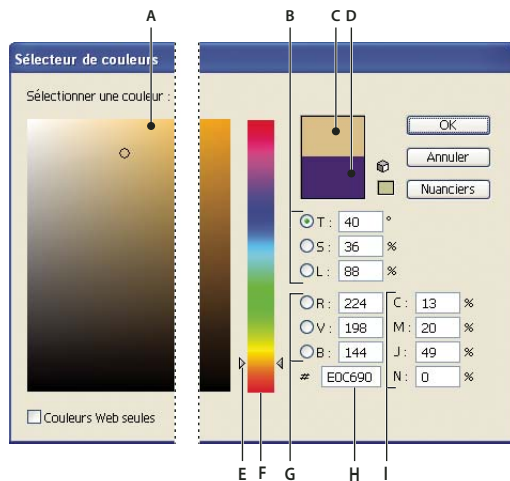 A B C D
Sélecteur de couleurs
Sélectionner une couleur :
OK
Annuler
Nuanciers
T : 40 °
S : 36 %
L : 88 %
R : 224 C : 13 %
V : 198 M : 20 %
B : 144 J : 49 %
# E0C690 N : 0 %
Couleurs Web seules
E F G H I